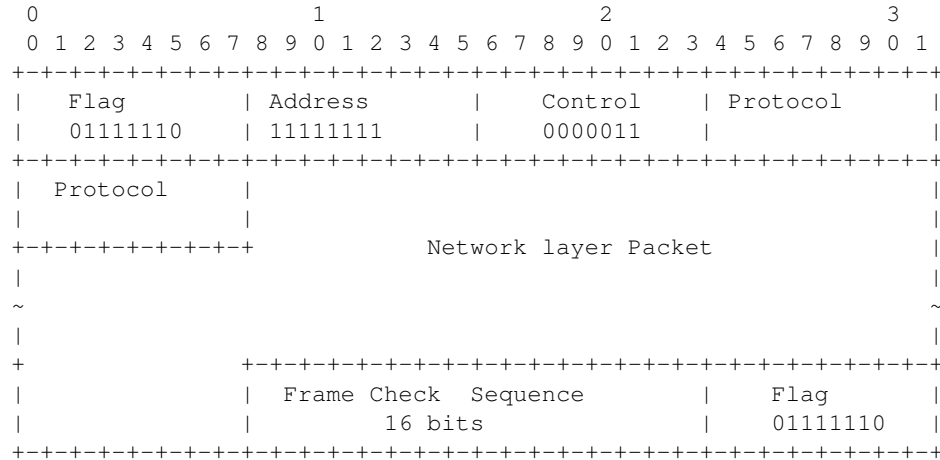 0                   1                   2                   3
 0 1 2 3 4 5 6 7 8 9 0 1 2 3 4 5 6 7 8 9 0 1 2 3 4 5 6 7 8 9 0 1
+-+-+-+-+-+-+-+-+-+-+-+-+-+-+-+-+-+-+-+-+-+-+-+-+-+-+-+-+-+-+-+-+
|   Flag        | Address       |    Control    | Protocol      |
|   01111110    | 11111111      |    0000011    |               |
+-+-+-+-+-+-+-+-+-+-+-+-+-+-+-+-+-+-+-+-+-+-+-+-+-+-+-+-+-+-+-+-+
|  Protocol     |                                               |
|               |                                               |
+-+-+-+-+-+-+-+-+            Network layer Packet               |
|                                                               |
~                                                               ~
|                                                               |
+               +-+-+-+-+-+-+-+-+-+-+-+-+-+-+-+-+-+-+-+-+-+-+-+-+
|               |  Frame Check  Sequence        |    Flag       |
|               |         16 bits               |    01111110   |
+-+-+-+-+-+-+-+-+-+-+-+-+-+-+-+-+-+-+-+-+-+-+-+-+-+-+-+-+-+-+-+-+